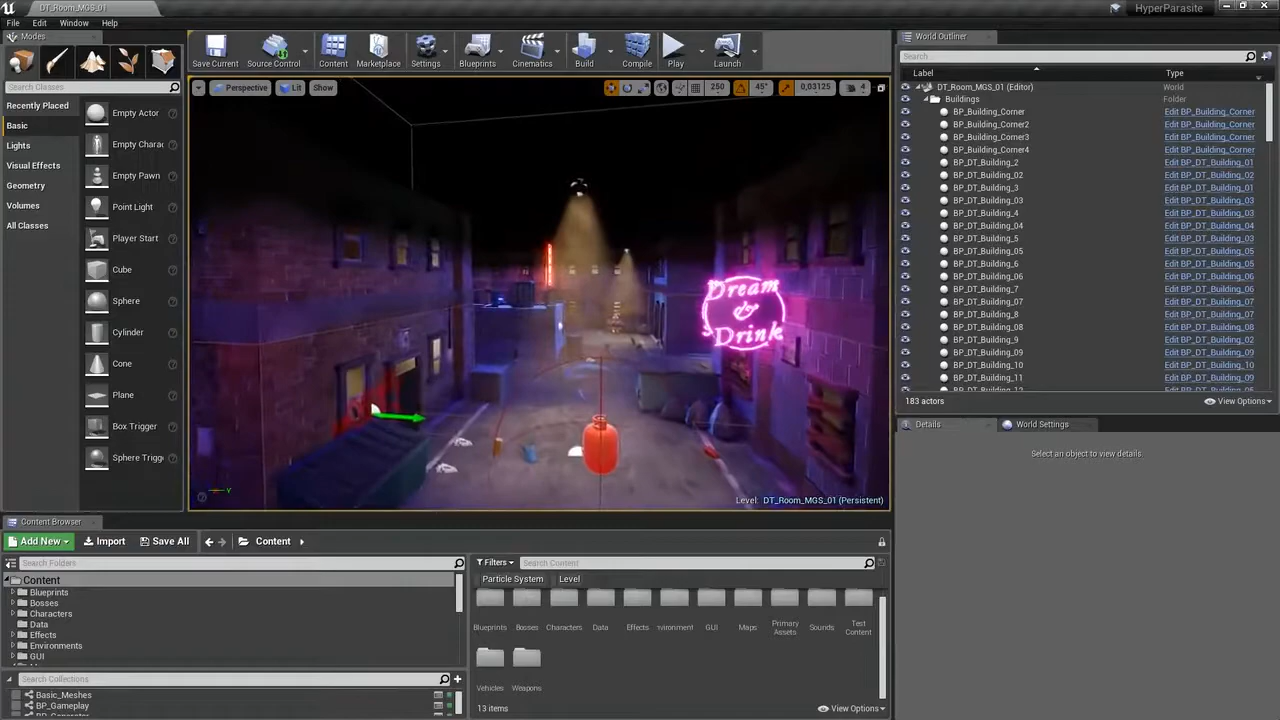 DT_Room_MGS_01
HyperParasite
File Edit Window Help
Modes
World Outliner
Search Classes
Save Current
Source Control
Content
Marketplace
Settings
Blueprints
Cinematics
Build
Compile
Play
Launch
Search
Label
Type
Recently Placed
Basic
Lights
Visual Effects
Geometry
Volumes
All Classes
Empty Actor
Empty Charac
Empty Pawn
Point Light
Player Start
Cube
Sphere
Cylinder
Cone
Plane
Box Trigger
Sphere Trigg
Perspective
Lit
Show
250
45°
0,03125
4
Dream
&
Drink
Level: DT_Room_MGS_01 (Persistent)
DT_Room_MGS_01 (Editor) World
Buildings Folder
BP_Building_Corner Edit BP_Building_Corner
BP_Building_Corner2 Edit BP_Building_Corner
BP_Building_Corner3 Edit BP_Building_Corner
BP_Building_Corner4 Edit BP_Building_Corner
BP_DT_Building_2 Edit BP_DT_Building_01
BP_DT_Building_02 Edit BP_DT_Building_02
BP_DT_Building_3 Edit BP_DT_Building_01
BP_DT_Building_03 Edit BP_DT_Building_03
BP_DT_Building_4 Edit BP_DT_Building_03
BP_DT_Building_04 Edit BP_DT_Building_04
BP_DT_Building_5 Edit BP_DT_Building_03
BP_DT_Building_05 Edit BP_DT_Building_05
BP_DT_Building_6 Edit BP_DT_Building_05
BP_DT_Building_06 Edit BP_DT_Building_06
BP_DT_Building_7 Edit BP_DT_Building_06
BP_DT_Building_07 Edit BP_DT_Building_07
BP_DT_Building_8 Edit BP_DT_Building_07
BP_DT_Building_08 Edit BP_DT_Building_08
BP_DT_Building_9 Edit BP_DT_Building_02
BP_DT_Building_09 Edit BP_DT_Building_09
BP_DT_Building_10 Edit BP_DT_Building_10
BP_DT_Building_11 Edit BP_DT_Building_09
183 actors
View Options
Details
World Settings
Select an object to view details.
Content Browser
Add New
Import
Save All
Content
Search Folders
Content
Blueprints
Bosses
Characters
Data
Effects
Environments
GUI
Search Collections
Basic_Meshes
BP_Gameplay
Filters
Search Content
Particle System
Level
Blueprints
Bosses
Characters
Data
Effects
nvironment
GUI
Maps
Primary
Assets
Sounds
Test
Content
Vehicles
Weapons
13 items
View Options